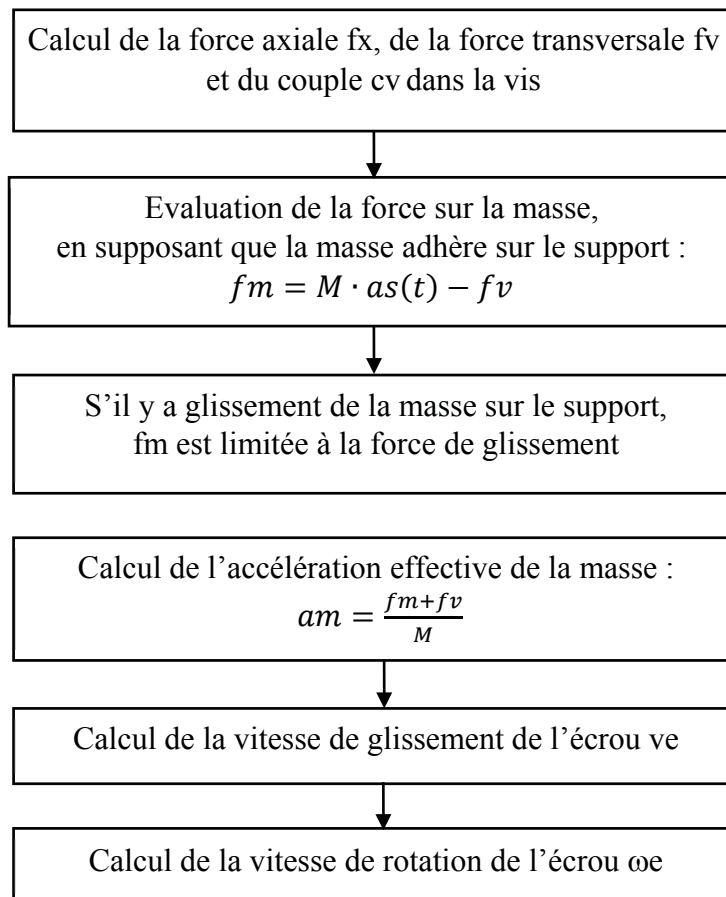 Calcul de la force axiale fx, de la force transversale fv
et du couple cv dans la vis
Evaluation de la force sur la masse,
en supposant que la masse adhère sur le support :
fm = M · as(t) − fv
S’il y a glissement de la masse sur le support,
fm est limitée à la force de glissement
Calcul de l’accélération effective de la masse :
am = \frac{fm+fv}{M}
Calcul de la vitesse de glissement de l’écrou ve
Calcul de la vitesse de rotation de l’écrou ωe